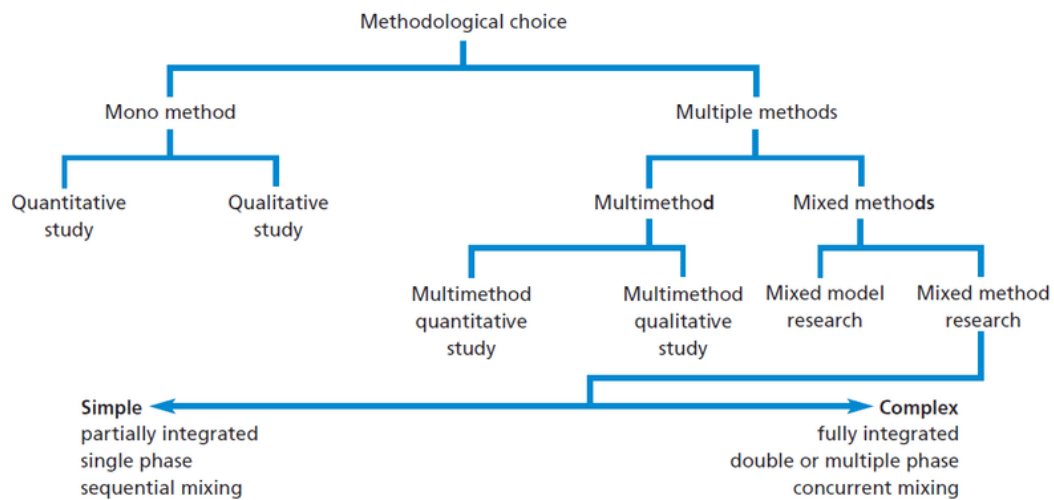 Methodological choice
Mono method
Multiple methods
Quantitative
study
Qualitative
study
Multimethod
Mixed methods
Multimethod
quantitative
study
Multimethod
qualitative
study
Mixed model
research
Mixed method
research
Simple
partially integrated
single phase
sequential mixing
Complex
fully integrated
double or multiple phase
concurrent mixing